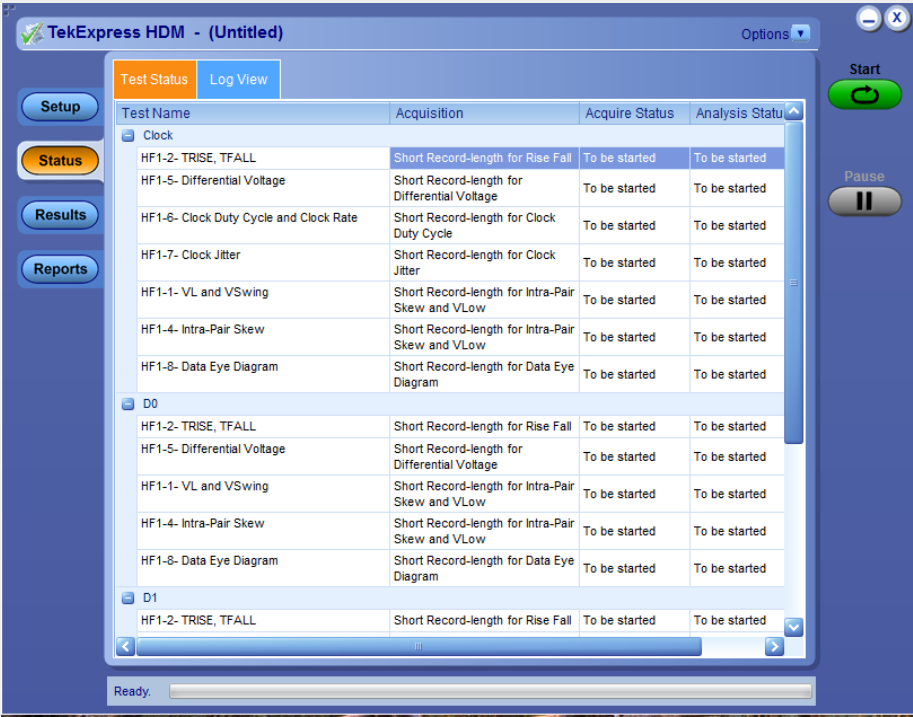 TekExpress HDM - (Untitled)
Options
Start
Pause
Setup
Status
Results
Reports
Test Status Log View
Test Name Acquisition Acquire Status Analysis Statu
Clock
HF1-2- TRISE, TFALL Short Record-length for Rise Fall To be started To be started
HF1-5- Differential Voltage Short Record-length for
Differential Voltage To be started To be started
HF1-6- Clock Duty Cycle and Clock Rate Short Record-length for Clock
Duty Cycle To be started To be started
HF1-7- Clock Jitter Short Record-length for Clock
Jitter To be started To be started
HF1-1- VL and VSwing Short Record-length for Intra-Pair
Skew and VLow To be started To be started
HF1-4- Intra-Pair Skew Short Record-length for Intra-Pair
Skew and VLow To be started To be started
HF1-8- Data Eye Diagram Short Record-length for Data Eye
Diagram To be started To be started
D0
HF1-2- TRISE, TFALL Short Record-length for Rise Fall To be started To be started
HF1-5- Differential Voltage Short Record-length for
Differential Voltage To be started To be started
HF1-1- VL and VSwing Short Record-length for Intra-Pair
Skew and VLow To be started To be started
HF1-4- Intra-Pair Skew Short Record-length for Intra-Pair
Skew and VLow To be started To be started
HF1-8- Data Eye Diagram Short Record-length for Data Eye
Diagram To be started To be started
D1
HF1-2- TRISE, TFALL Short Record-length for Rise Fall To be started To be started
Ready.